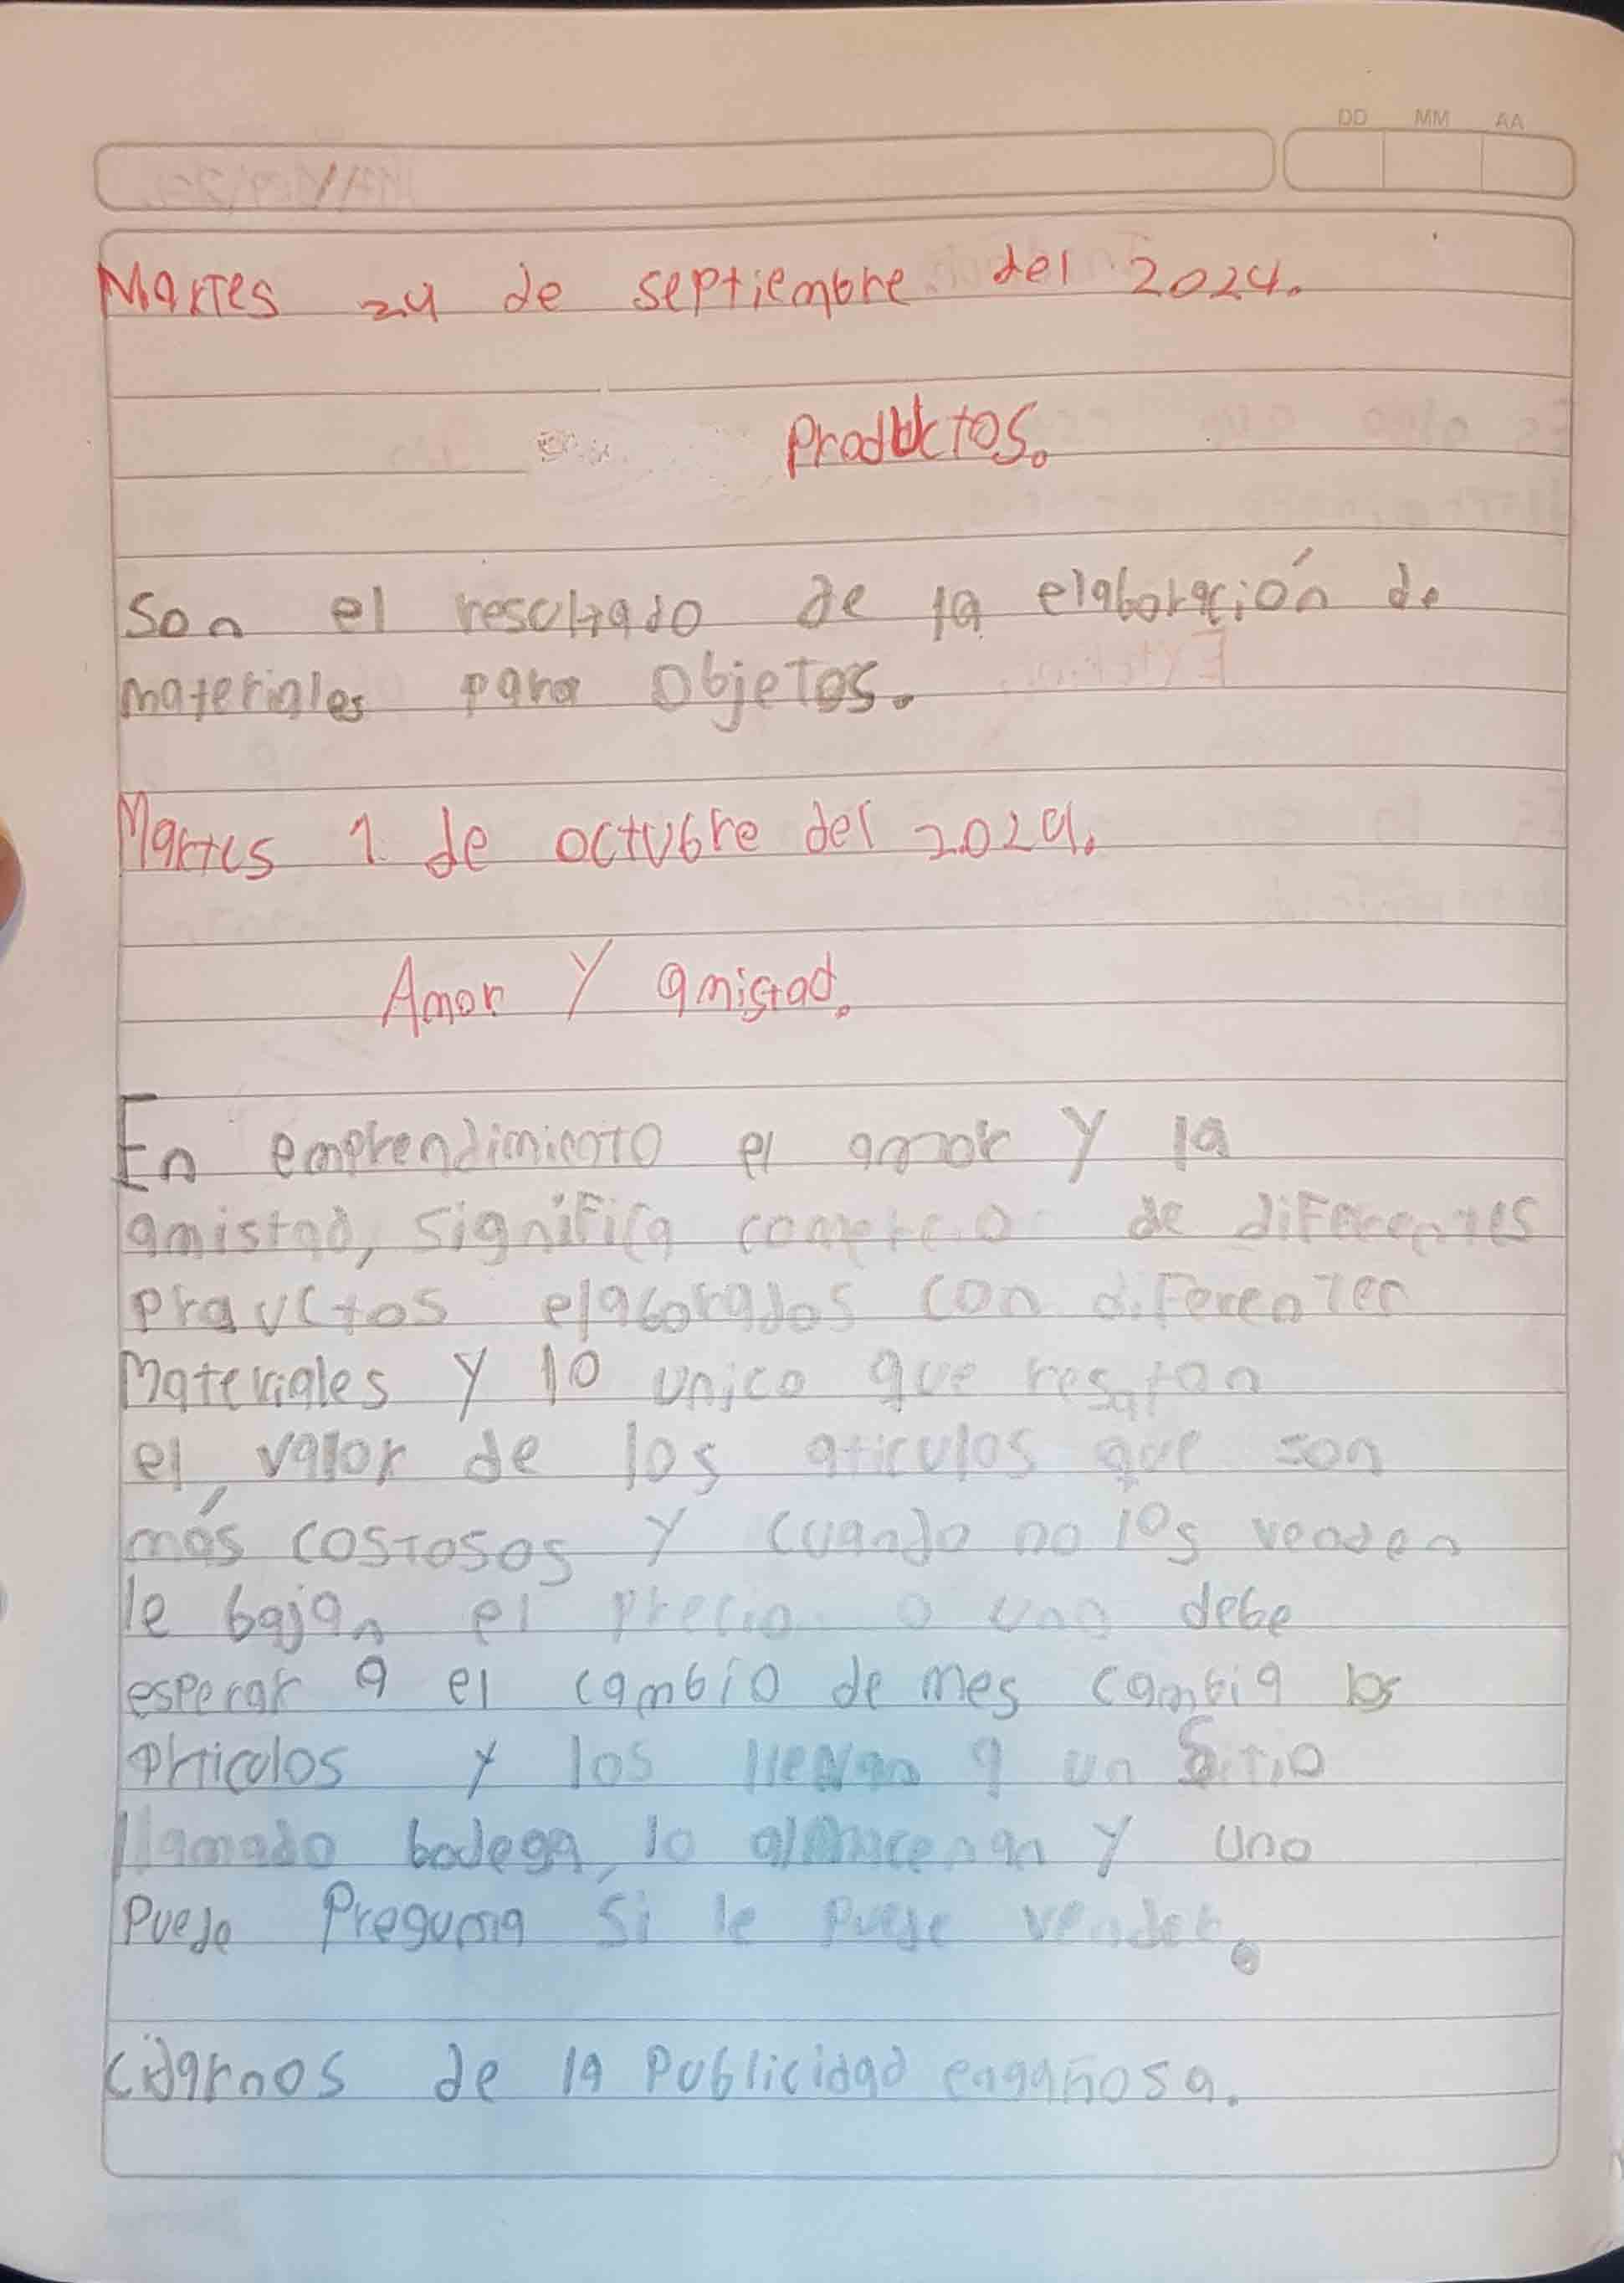 DD MM AA
Martes 24 de septiembre del 2024.
Productos.
Son el resultado de la elaboración de
materiales para objetos.
Martes 1 de octubre del 2024.
Amor y amistad.
En emprendimiento el amor y la
amistad, significa comercio de diferentes
pravctos elaborados con diferentes
Materiales y lo unico que resaltan
el valor de los aticulos que son
más costosos y cuando no los venden
le bajan el precio o uno debe
esperar a el cambio de mes cambia los
articulos y los llevan a un Sitio
llamado bodega, lo almacenan y uno
Puede Pregunta si le puede vender.
cidarnos de la Publicidad engañosa.